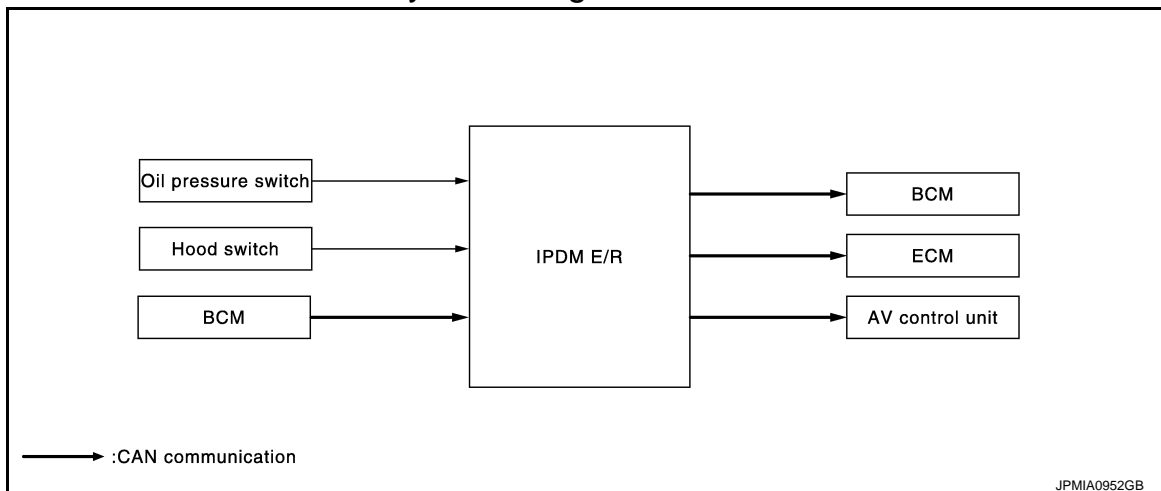 Oil pressure switch
Hood switch
BCM
IPDM E/R
BCM
ECM
AV control unit
:CAN communication
JPMIA0952GB